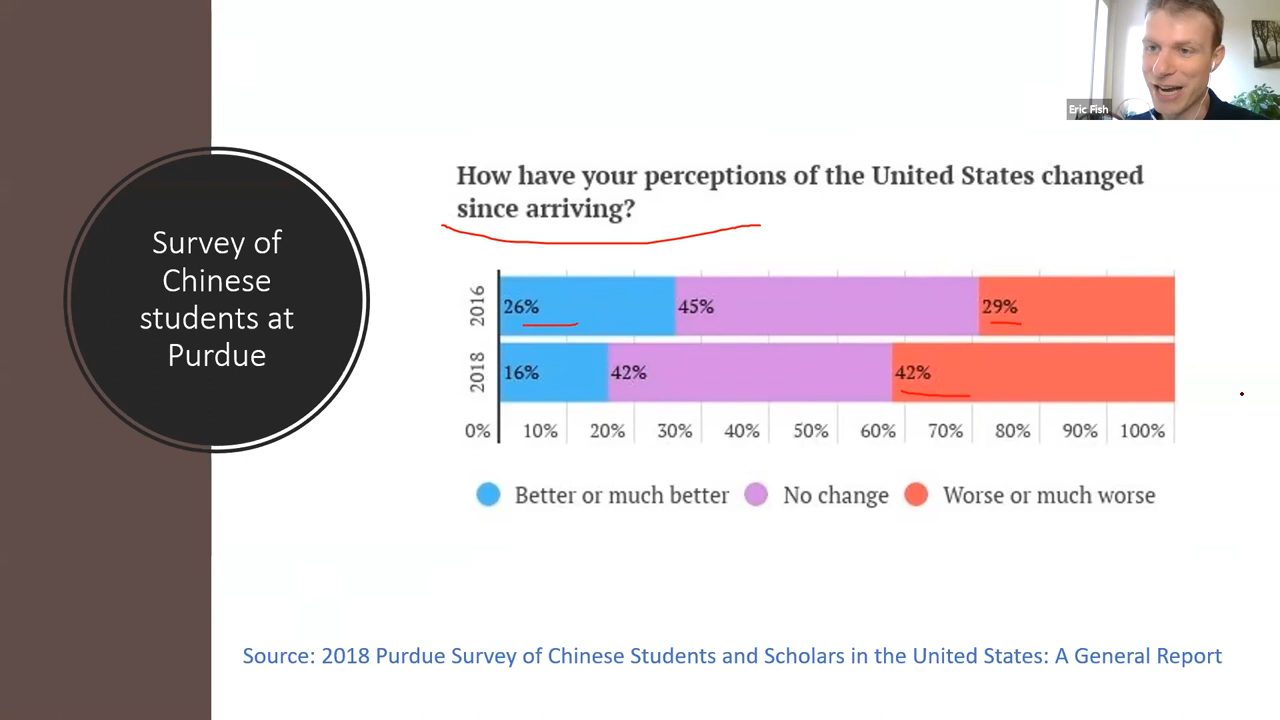 Eric Fish
Survey of
Chinese
students at
Purdue
How have your perceptions of the United States changed
since arriving?
2016
26%
45%
29%
2018
16%
42%
42%
0% 10% 20% 30% 40% 50% 60% 70% 80% 90% 100%
Better or much better No change Worse or much worse
Source: 2018 Purdue Survey of Chinese Students and Scholars in the United States: A General Report